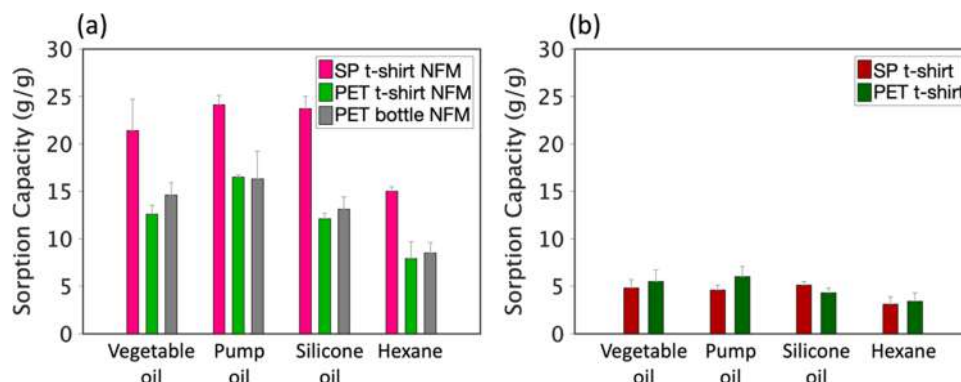 (a)
Sorption Capacity (g/g)
30
25
20
15
10
5
0
SP t-shirt NFM
PET t-shirt NFM
PET bottle NFM
Vegetable oil
Pump oil
Silicone oil
Hexane
(b)
Sorption Capacity (g/g)
30
25
20
15
10
5
0
SP t-shirt
PET t-shirt
Vegetable oil
Pump oil
Silicone oil
Hexane